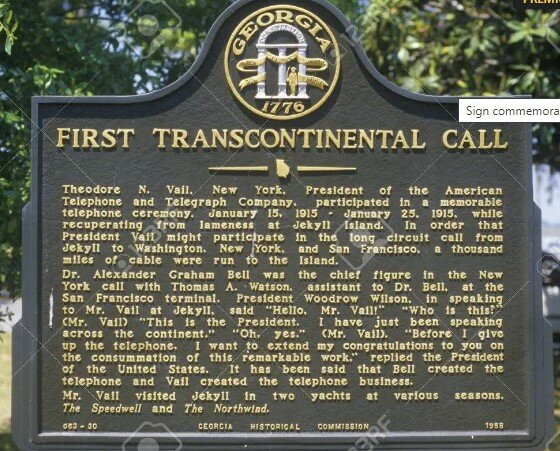 PREMI
GEORGIA
CONSTITUTION
1776
Sign commemora
FIRST TRANSCONTINENTAL CALL
Theodore N. Vail, New York, President of the American
Telephone and Telegraph Company, participated in a memorable
telephone ceremony, January 15, 1915 - January 25, 1915, while
recuperating from lameness at Jekyll Island. In order that
President Vail might participate in the long circuit call from
Jekyll to Washington, New York, and San Francisco, a thousand
miles of cable were run to the Island.
Dr. Alexander Graham Bell was the chief figure in the New
York call with Thomas A. Watson, assistant to Dr. Bell, at the
San Francisco terminal. President Woodrow Wilson, in speaking
to Mr. Vail at Jekyll, said "Hello, Mr. Vail!" "Who is this?"
(Mr. Vail) "This is the President. I have just been speaking
across the continent." "Oh, yes." (Mr. Vail). "Before I give
up the telephone, I want to extend my congratulations to you on
the consummation of this remarkable work," replied the President
of the United States. It has been said that Bell created the
telephone and Vail created the telephone business.
Mr. Vail visited Jekyll in two yachts at various seasons,
The Speedwell and The Northwind.
063-30 GEORGIA HISTORICAL COMMISSION 1958
123RF